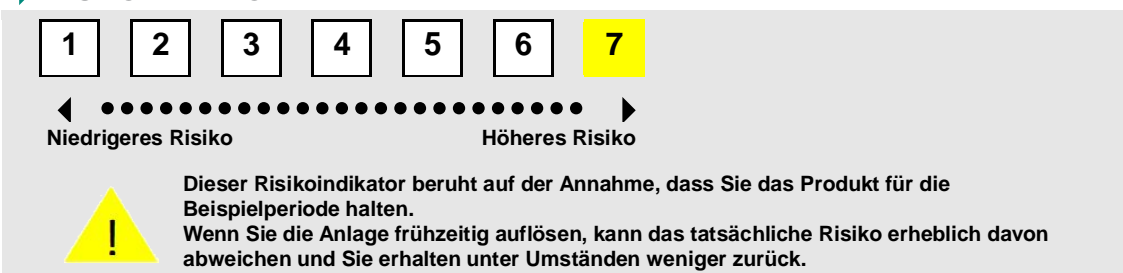 1 2 3 4 5 6 7
Niedrigeres Risiko Höheres Risiko
Dieser Risikoindikator beruht auf der Annahme, dass Sie das Produkt für die
Beispielperiode halten.
! Wenn Sie die Anlage frühzeitig auflösen, kann das tatsächliche Risiko erheblich davon
abweichen und Sie erhalten unter Umständen weniger zurück.